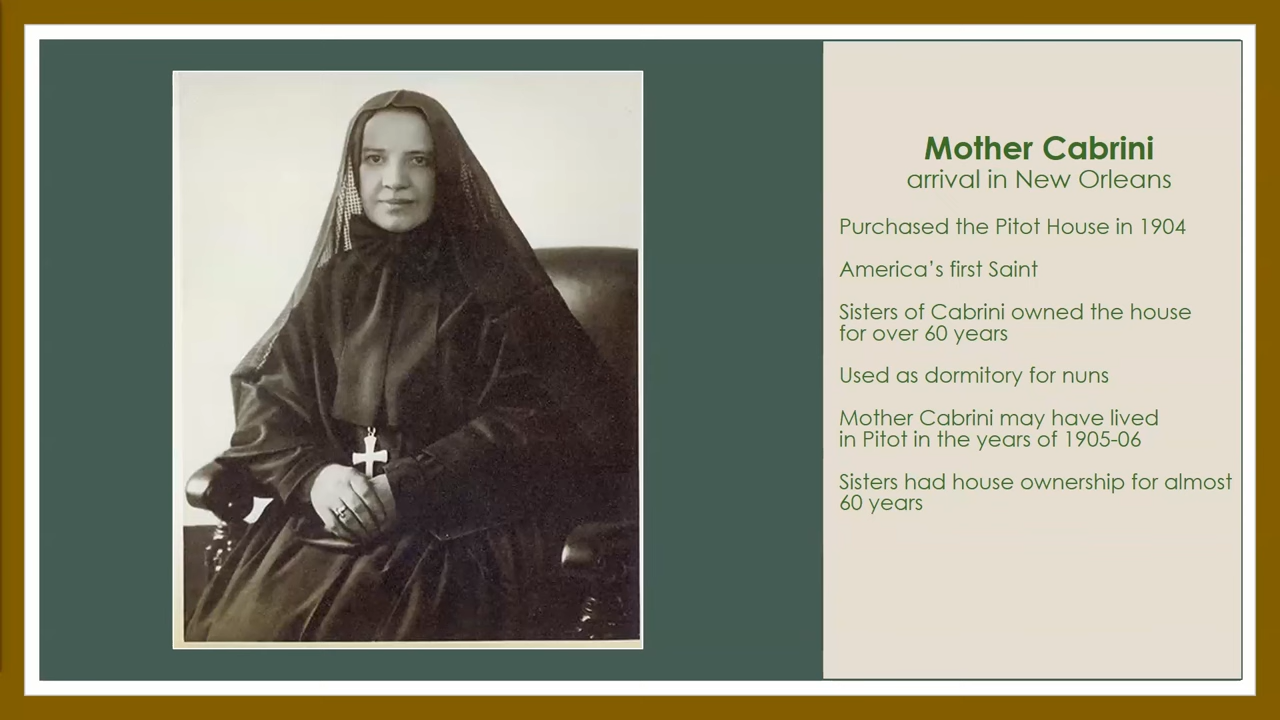 Mother Cabrini
arrival in New Orleans
Purchased the Pitot House in 1904
America's first Saint
Sisters of Cabrini owned the house
for over 60 years
Used as dormitory for nuns
Mother Cabrini may have lived
in Pitot in the years of 1905-06
Sisters had house ownership for almost
60 years